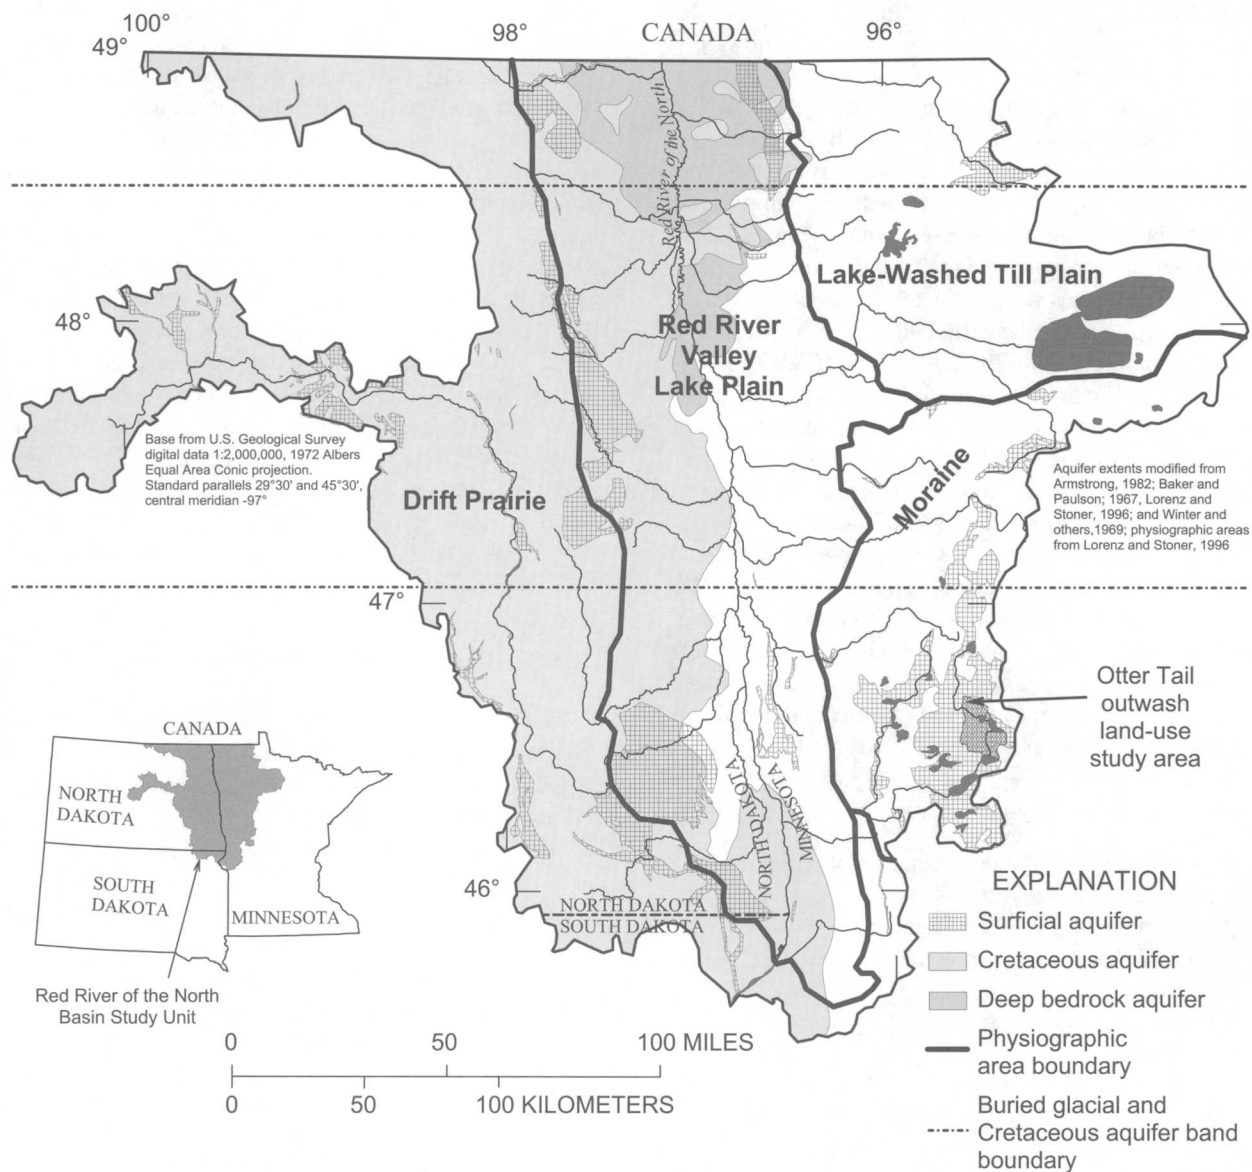 100°
98°
CANADA
96°
49°
Red River of the North
Lake-Washed Till Plain
48°
Red River
Valley
Lake Plain
Base from U.S. Geological Survey
digital data 1:2,000,000, 1972 Albers
Equal Area Conic projection.
Standard parallels 29°30' and 45°30',
central meridian -97°
Drift Prairie
Moraine
Aquifer extents modified from
Armstrong, 1982; Baker and
Paulson; 1967, Lorenz and
Stoner, 1996; and Winter and
others,1969; physiographic areas
from Lorenz and Stoner, 1996
47°
Otter Tail
outwash
land-use
study area
CANADA
NORTH
DAKOTA
SOUTH
DAKOTA
MINNESOTA
Red River of the North
Basin Study Unit
NORTH DAKOTA
MINNESOTA
46°
NORTH DAKOTA
SOUTH DAKOTA
EXPLANATION
Surficial aquifer
Cretaceous aquifer
Deep bedrock aquifer
Physiographic
area boundary
Buried glacial and
Cretaceous aquifer band
boundary
0 50 100 MILES
0 50 100 KILOMETERS